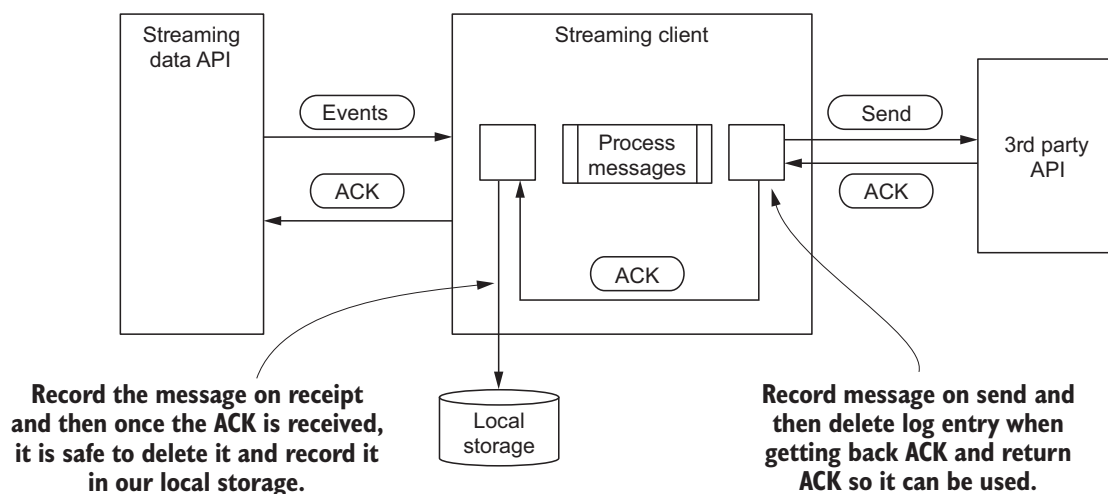 Streaming
data API
Streaming client
Events
ACK
Process
messages
Send
ACK
3rd party
API
ACK
Local
storage
Record the message on receipt
and then once the ACK is received,
it is safe to delete it and record it
in our local storage.
Record message on send and
then delete log entry when
getting back ACK and return
ACK so it can be used.